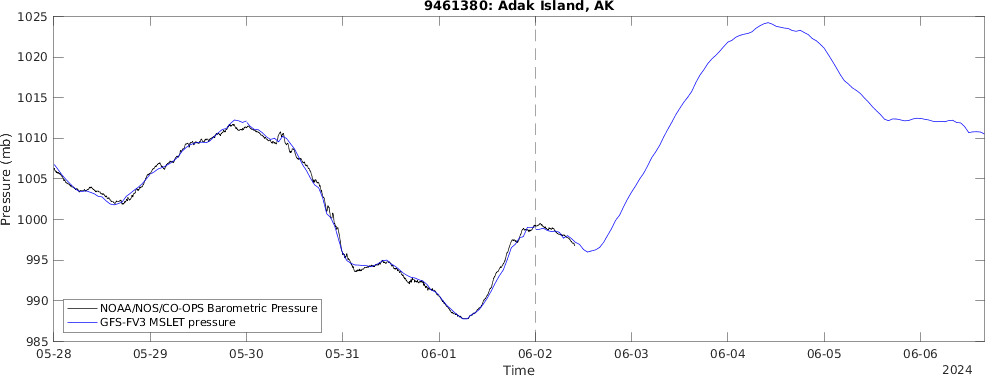 9461380: Adak Island, AK
1025
1020
1015
1010
1005
1000
995
990
985
Pressure (mb)
NOAA/NOS/CO-OPS Barometric Pressure
GFS-FV3 MSLET pressure
05-28 05-29 05-30 05-31 06-01 06-02 06-03 06-04 06-05 06-06
Time
2024